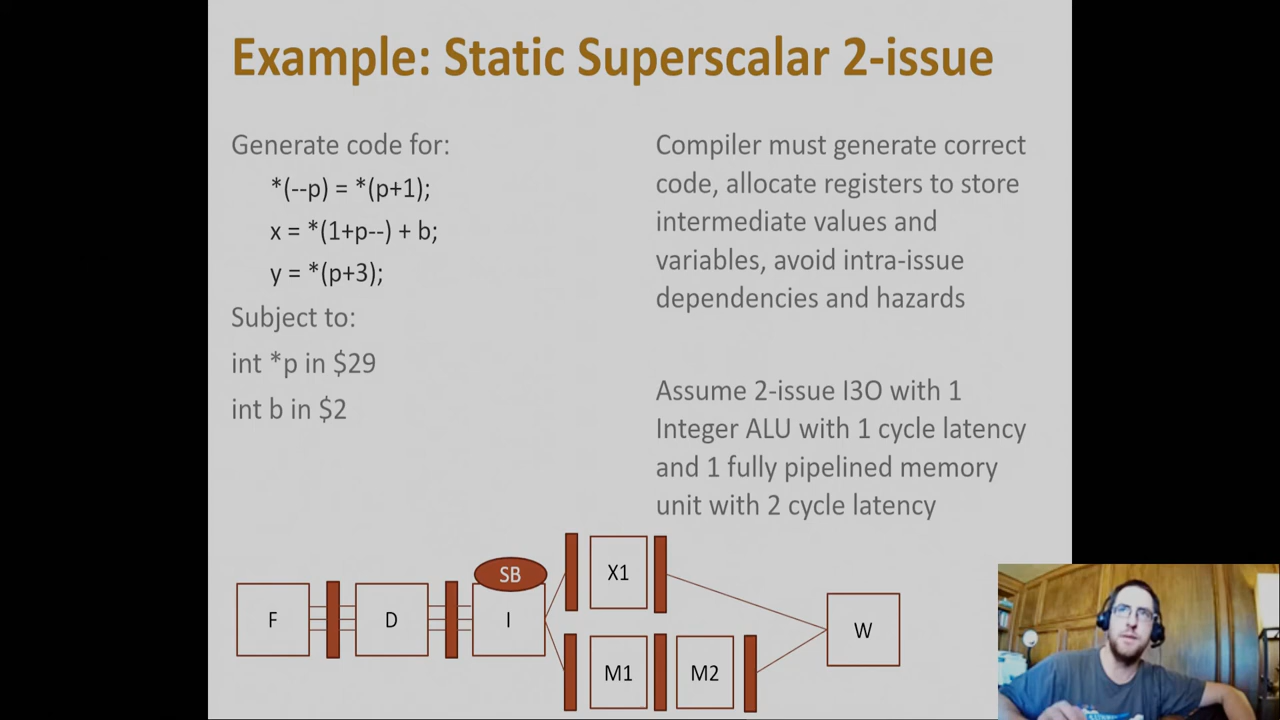 Example: Static Superscalar 2-issue
Generate code for:
*(--p) = *(p+1);
x = *(1+p--) + b;
y = *(p+3);
Subject to:
int *p in $29
int b in $2
Compiler must generate correct
code, allocate registers to store
intermediate values and
variables, avoid intra-issue
dependencies and hazards
Assume 2-issue I3O with 1
Integer ALU with 1 cycle latency
and 1 fully pipelined memory
unit with 2 cycle latency
F
D
SB
I
X1
M1
M2
W